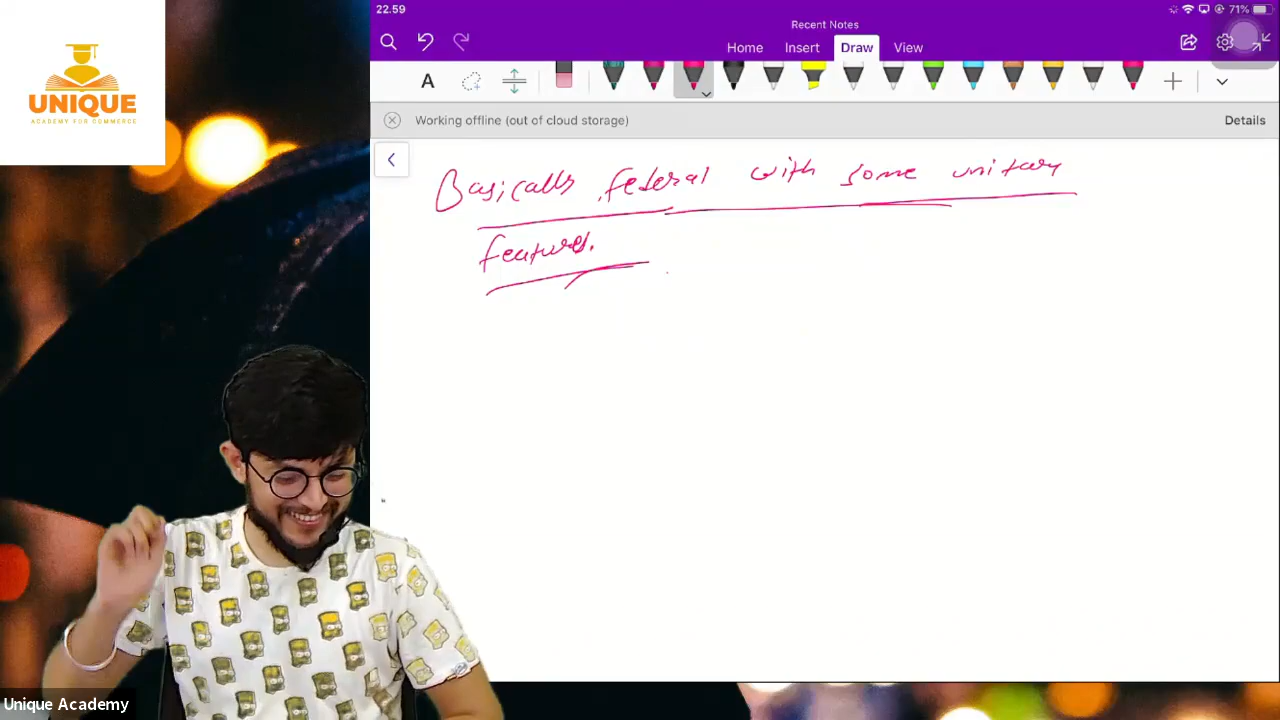 UNIQUE
ACADEMY FOR COMMERCE
22.59
71%
Recent Notes
Home Insert Draw View
A
Working offline (out of cloud storage)
Details
Basically federal with some unitary
features.
Unique Academy